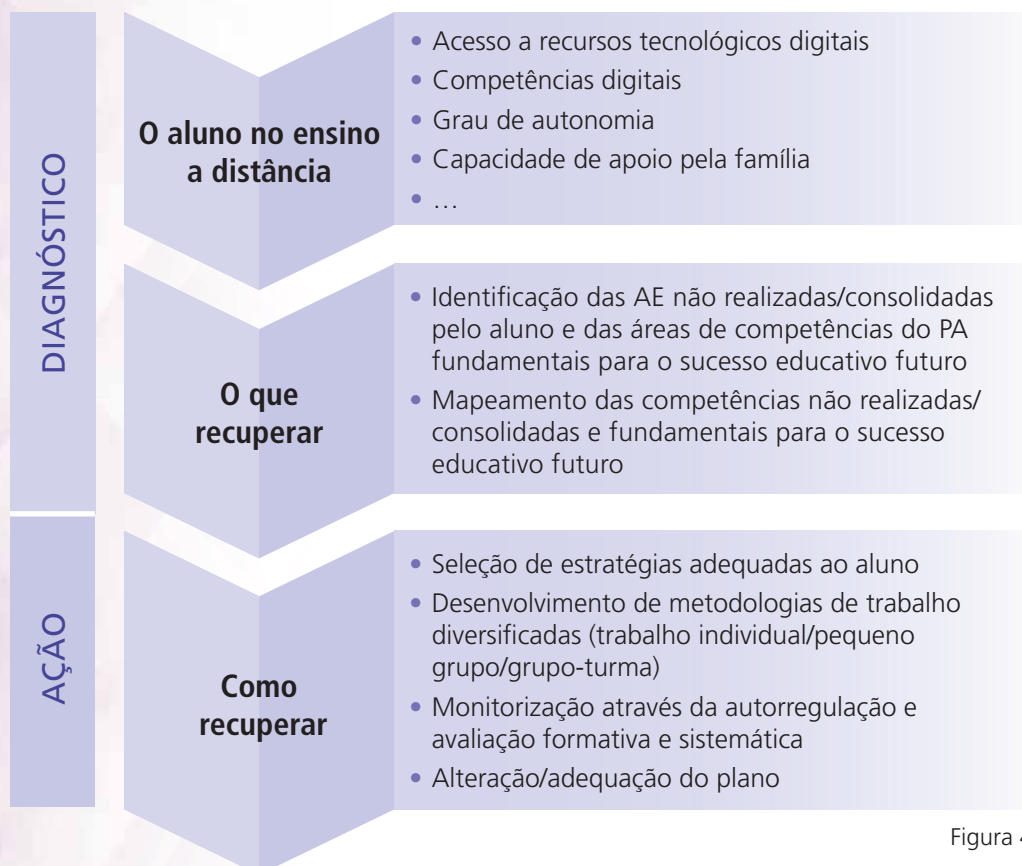 DIAGNÓSTICO
O aluno no ensino
a distância
• Acesso a recursos tecnológicos digitais
• Competências digitais
• Grau de autonomia
• Capacidade de apoio pela família
• …
O que
recuperar
• Identificação das AE não realizadas/consolidadas
pelo aluno e das áreas de competências do PA
fundamentais para o sucesso educativo futuro
• Mapeamento das competências não realizadas/
consolidadas e fundamentais para o sucesso
educativo futuro
AÇÃO
Como
recuperar
• Seleção de estratégias adequadas ao aluno
• Desenvolvimento de metodologias de trabalho
diversificadas (trabalho individual/pequeno
grupo/grupo-turma)
• Monitorização através da autorregulação e
avaliação formativa e sistemática
• Alteração/adequação do plano
Figura 4